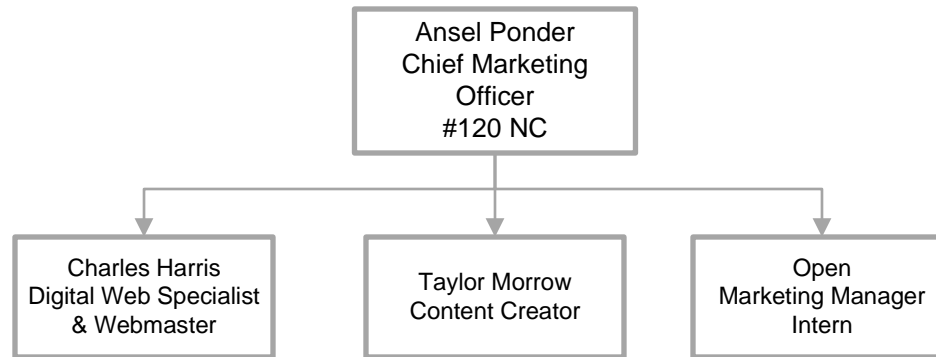 Ansel Ponder
Chief Marketing
Officer
#120 NC
Charles Harris
Digital Web Specialist
& Webmaster
Taylor Morrow
Content Creator
Open
Marketing Manager
Intern